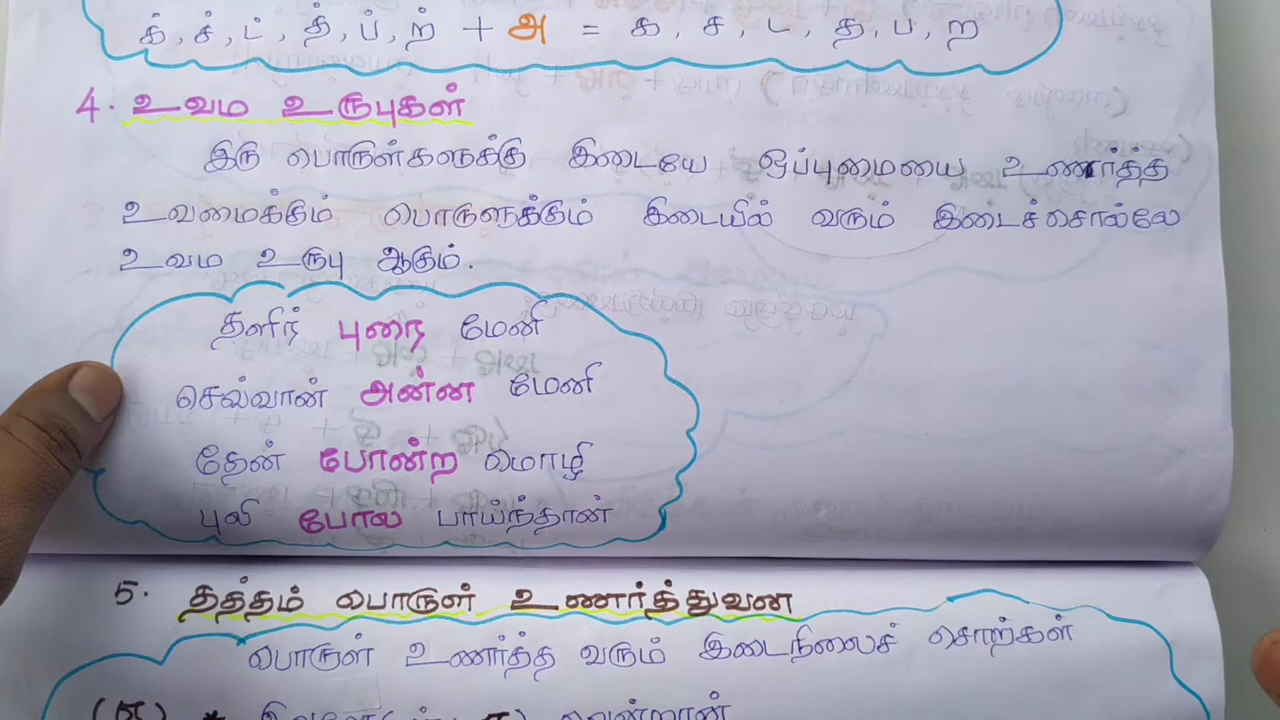 க், ச், ட், த், ப், ற் + அ = க, ச, ட, த, ப, ற
4. உவம உருபுகள்
இரு பொருள்களுக்கு இடையே ஒப்புமையை உணர்த்த
உவமைக்கும் பொருளுக்கும் இடையில் வரும் இடைச்சொல்லே
உவம உருபு ஆகும்.
தளிர் புரை மேனி
செவ்வான் அன்ன மேனி
தேன் போன்ற மொழி
புலி போல பாய்ந்தான்
5. தத்தம் பொருள் உணர்த்துவன
பொருள் உணர்த்த வரும் இடைநிலைச் சொற்கள்